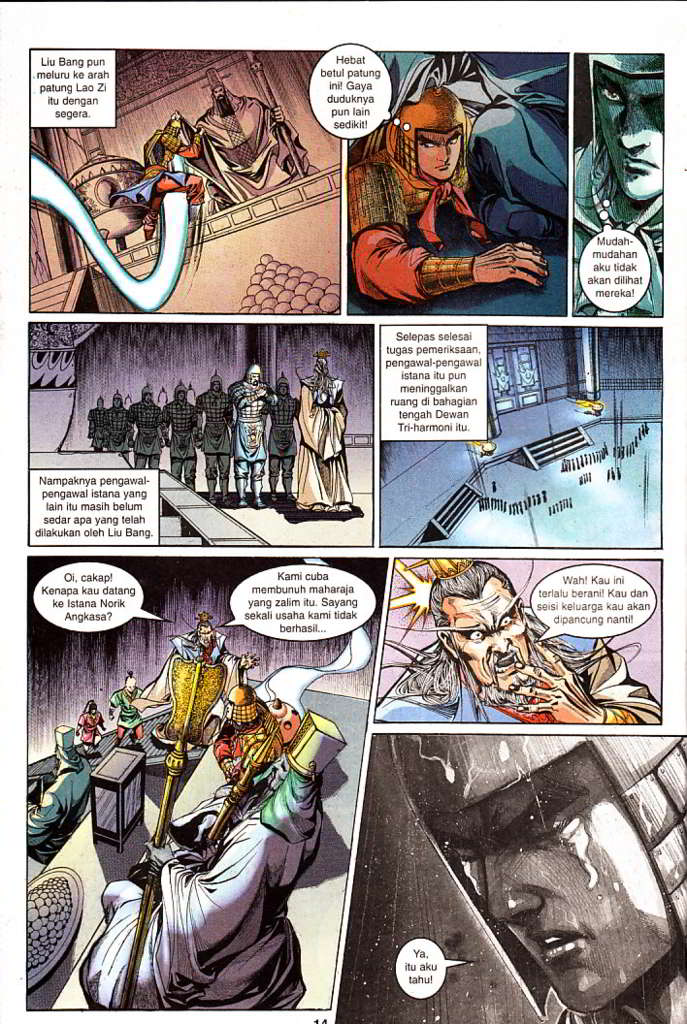 Liu Bang pun
meluru ke arah
patung Lao Zi
itu dengan
segera.
Hebat
betul patung
ini! Gaya
duduknya
pun lain
sedikit!
Mudah-
mudahan
aku tidak
akan dilihat
mereka!
Nampaknya pengawal-
pengawal istana yang
lain itu masih belum
sedar apa yang telah
dilakukan oleh Liu Bang.
Selepas selesai
tugas pemeriksaan,
pengawal-pengawal
istana itu pun
meninggalkan
ruang di bahagian
tengah Dewan
Tri-harmoni itu.
Oi, cakap!
Kenapa kau datang
ke Istana Norik
Angkasa?
Kami cuba
membunuh maharaja
yang zalim itu. Sayang
sekali usaha kami tidak
berhasil...
Wah! Kau ini
terlalu berani! Kau dan
seisi keluarga kau akan
dipancung nanti!
Ya,
itu aku
tahu!
14